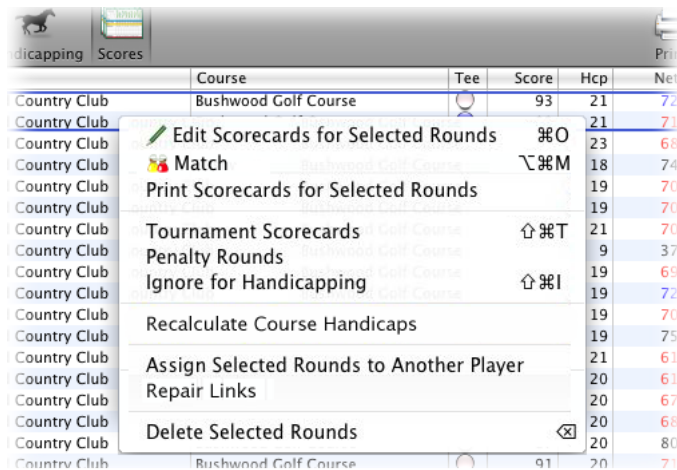 dicapping Scores Pri
Course Tee Score Hcp Net
Country Club Bushwood Golf Course 93 21 72
Country Club 21 71
Country Club 23 68
Country Club 18 74
Country Club 19 70
Country Club 19 70
Country Club 21 70
Country Club 9 37
Country Club 19 69
Country Club 19 72
Country Club 19 70
Country Club 19 75
Country Club 21 61
Country Club 20 61
Country Club 20 67
Country Club 20 68
Country Club 20 80
Country Club Bushwood Golf Course 91 20 71
Edit Scorecards for Selected Rounds ⌘O
Match ⌥⌘M
Print Scorecards for Selected Rounds
Tournament Scorecards ⇧⌘T
Penalty Rounds
Ignore for Handicapping ⇧⌘I
Recalculate Course Handicaps
Assign Selected Rounds to Another Player
Repair Links
Delete Selected Rounds ⌫